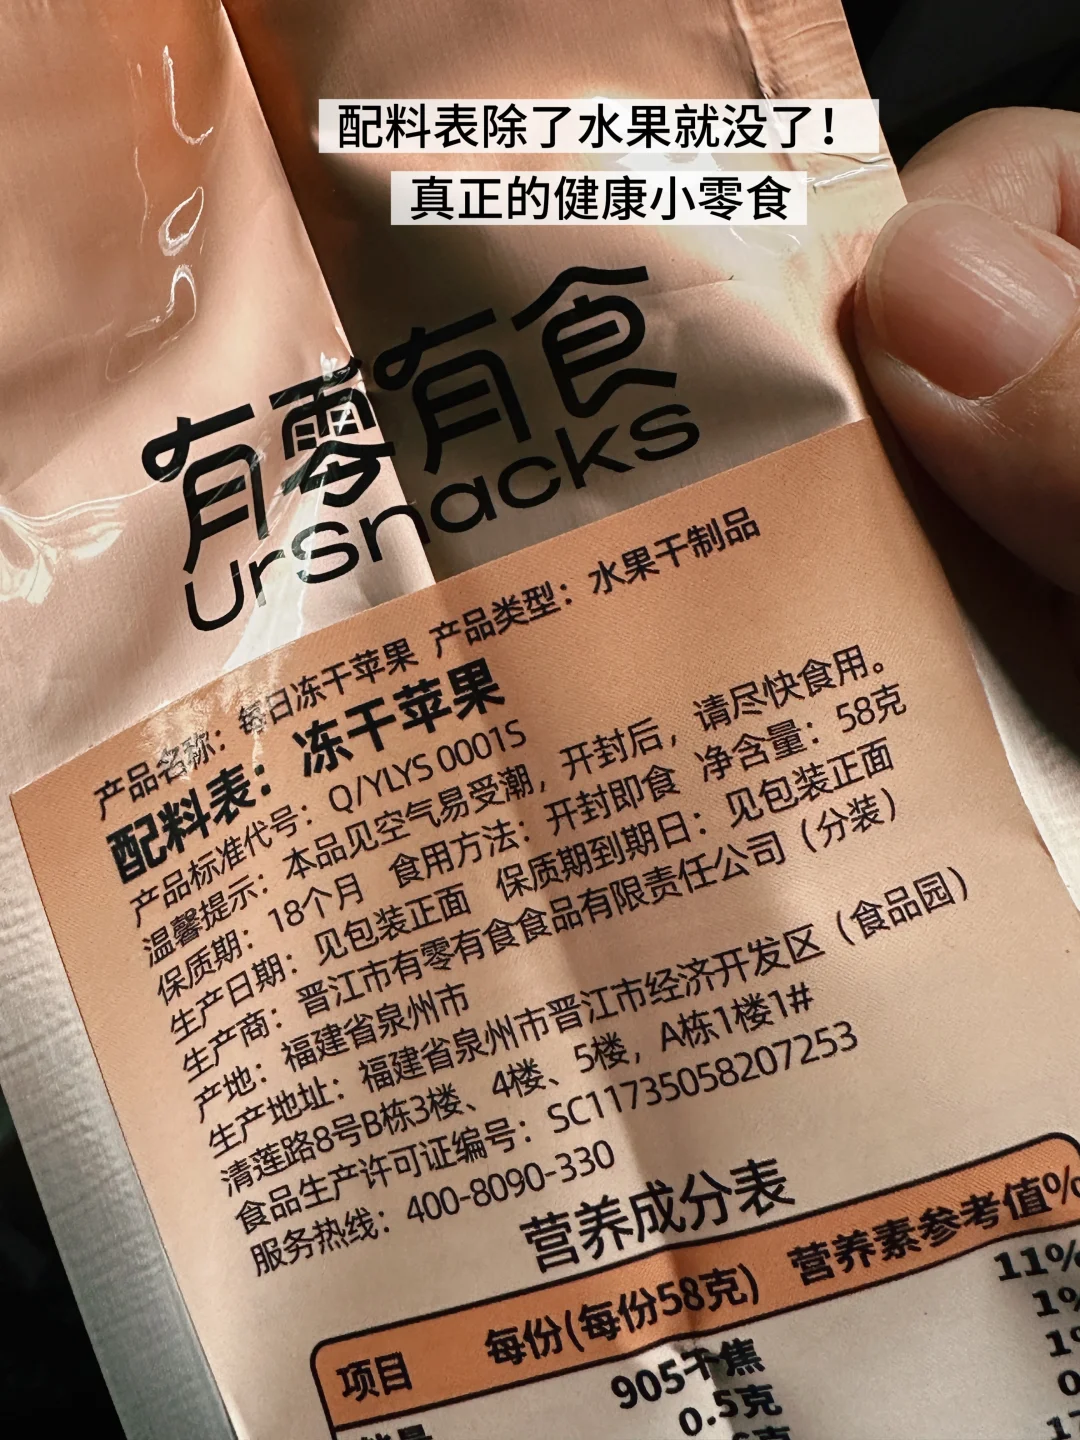 配料表除了水果就没了！
真正的健康小零食
有零有食
ursnacks
产品名称：每日冻干苹果 产品类型：水果干制品
配料表：冻干苹果
产品标准代号：Q/YLYS 0001S
温馨提示：本品见空气易受潮，开封后，请尽快食用。
保质期：18个月 食用方法：开封即食 净含量：58克
生产日期：见包装正面 保质期到期日：见包装正面
生产商：晋江市有零有食食品有限责任公司（分装）
产地：福建省泉州市
生产地址：福建省泉州市晋江市经济开发区（食品园）
清莲路8号B栋3楼、4楼、5楼，A栋1楼1#
食品生产许可证编号：SC11735058207253
服务热线：400-8090-330
营养成分表
项目 每份(每份58克) 营养素参考值%
905千焦 11%
0.5克 1%